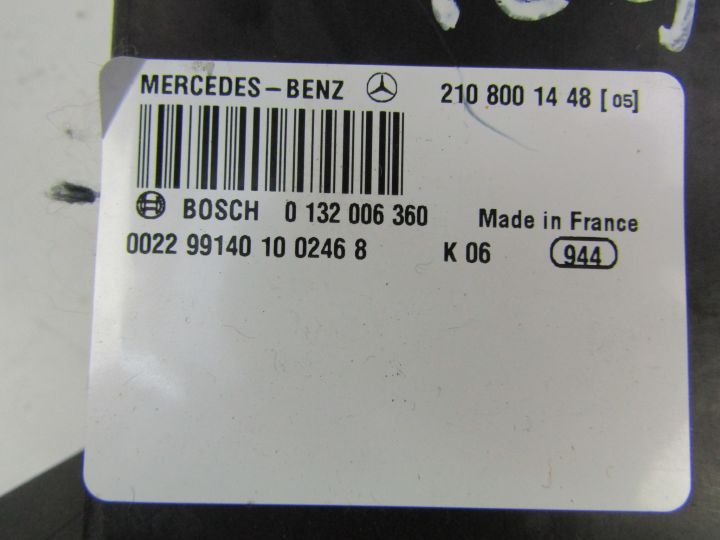 MERCEDES-BENZ 210 800 14 48 [05]
BOSCH 0 132 006 360 Made in France
0022 99140 10 0246 8 K 06 944